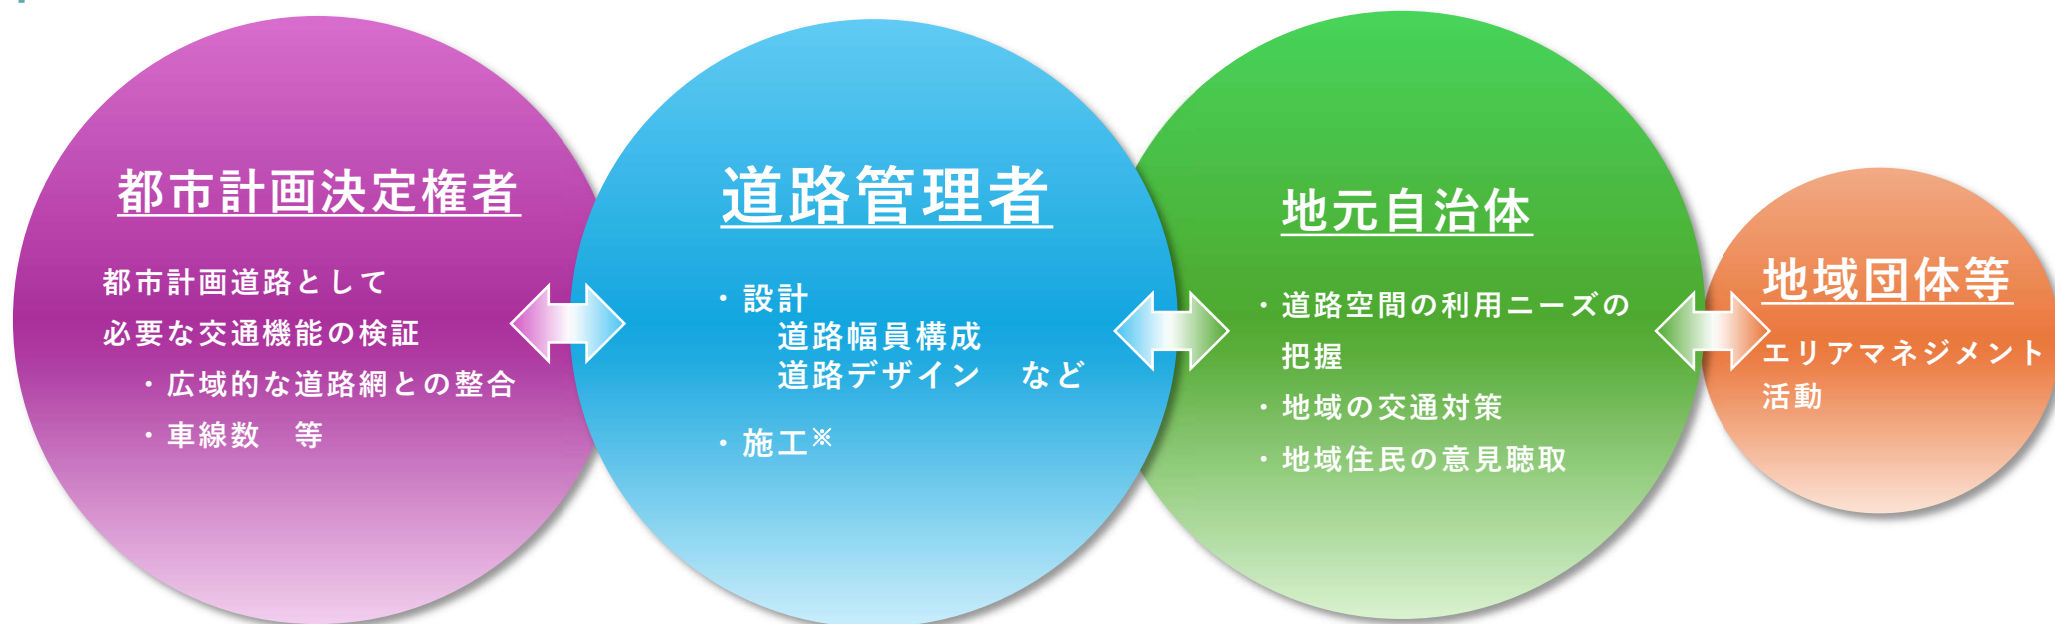 都市計画決定権者
都市計画道路として
必要な交通機能の検証
・広域的な道路網との整合
・車線数　等
道路管理者
・設計
道路幅員構成
道路デザイン　など
・施工※
地元自治体
・道路空間の利用ニーズの
把握
・地域の交通対策
・地域住民の意見聴取
地域団体等
エリアマネジメント
活動